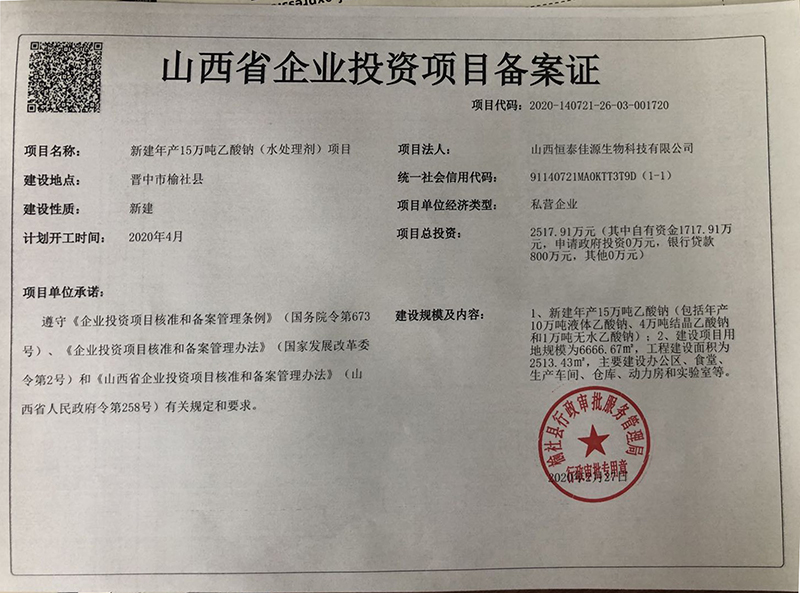 山西省企业投资项目备案证
项目代码：2020-140721-26-03-001720
项目名称：新建年产15万吨乙酸钠（水处理剂）项目
建设地点：晋中市榆社县
建设性质：新建
计划开工时间：2020年4月
项目单位承诺：
遵守《企业投资项目核准和备案管理条例》（国务院令第673
号）、《企业投资项目核准和备案管理办法》（国家发展改革委
令第2号）和《山西省企业投资项目核准和备案管理办法》（山
西省人民政府令第258号）有关规定和要求。
项目法人：山西恒泰佳源生物科技有限公司
统一社会信用代码：91140721MA0KTT3T9D（1-1）
项目单位经济类型：私营企业
项目总投资：2517.91万元（其中自有资金1717.91万
元，申请政府投资0万元，银行贷款
800万元，其他0万元）
建设规模及内容：1、新建年产15万吨乙酸钠（包括年产
10万吨液体乙酸钠、4万吨结晶乙酸钠
和1万吨无水乙酸钠）；2、建设项目用
地规模为6666.67㎡，工程建设面积为
2513.43㎡，主要建设办公区、食堂、
生产车间、仓库、动力房和实验室等。
榆社县行政审批服务管理局
行政审批专用章
2020年2月27日